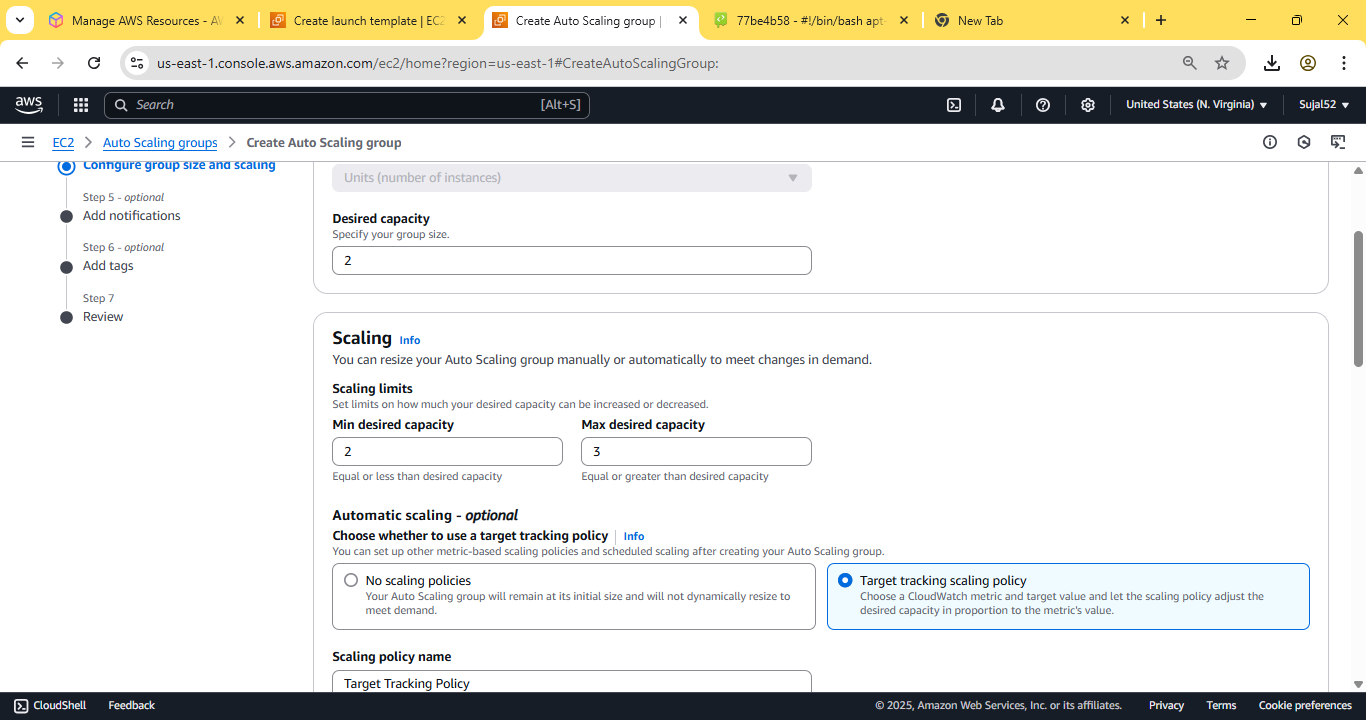 Manage AWS Resources - AW
Create launch template | EC2
Create Auto Scaling group |
77be4b58 - #!/bin/bash apt-
New Tab
us-east-1.console.aws.amazon.com/ec2/home?region=us-east-1#CreateAutoScalingGroup:
aws
Search
[Alt+S]
United States (N. Virginia)
Sujal52
EC2 > Auto Scaling groups > Create Auto Scaling group
Configure group size and scaling
Step 5 - optional
Add notifications
Step 6 - optional
Add tags
Step 7
Review
Units (number of instances)
Desired capacity
Specify your group size.
2
Scaling Info
You can resize your Auto Scaling group manually or automatically to meet changes in demand.
Scaling limits
Set limits on how much your desired capacity can be increased or decreased.
Min desired capacity
2
Equal or less than desired capacity
Max desired capacity
3
Equal or greater than desired capacity
Automatic scaling - optional
Choose whether to use a target tracking policy | Info
You can set up other metric-based scaling policies and scheduled scaling after creating your Auto Scaling group.
No scaling policies
Your Auto Scaling group will remain at its initial size and will not dynamically resize to
meet demand.
Target tracking scaling policy
Choose a CloudWatch metric and target value and let the scaling policy adjust the
desired capacity in proportion to the metric's value.
Scaling policy name
Target Tracking Policy
CloudShell
Feedback
© 2025, Amazon Web Services, Inc. or its affiliates.
Privacy
Terms
Cookie preferences